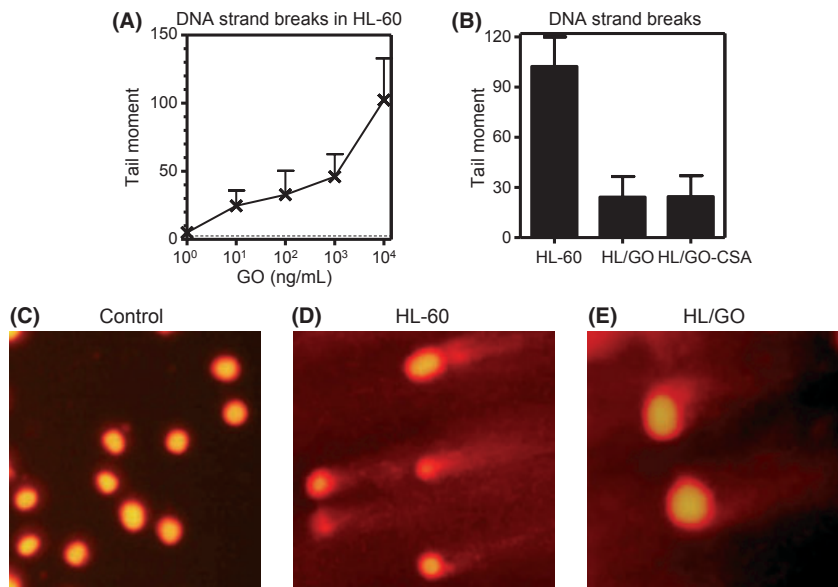 (A) DNA strand breaks in HL-60
Tail moment
150
100
50
0
10⁰ 10¹ 10² 10³ 10⁴
GO (ng/mL)
(B) DNA strand breaks
Tail moment
120
90
60
30
0
HL-60 HL/GO HL/GO-CSA
(C) Control
(D) HL-60
(E) HL/GO